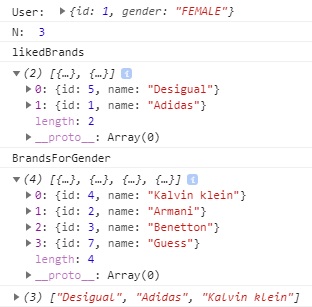 User: ▶ {id: 1, gender: "FEMALE"}
N: 3
likedBrands
▼ (2) [{…}, {…}] i
▶ 0: {id: 5, name: "Desigual"}
▶ 1: {id: 1, name: "Adidas"}
length: 2
▶ __proto__: Array(0)
BrandsForGender
▼ (4) [{…}, {…}, {…}, {…}] i
▶ 0: {id: 4, name: "Kalvin klein"}
▶ 1: {id: 2, name: "Armani"}
▶ 2: {id: 3, name: "Benetton"}
▶ 3: {id: 7, name: "Guess"}
length: 4
▶ __proto__: Array(0)
▶ (3) ["Desigual", "Adidas", "Kalvin klein"]